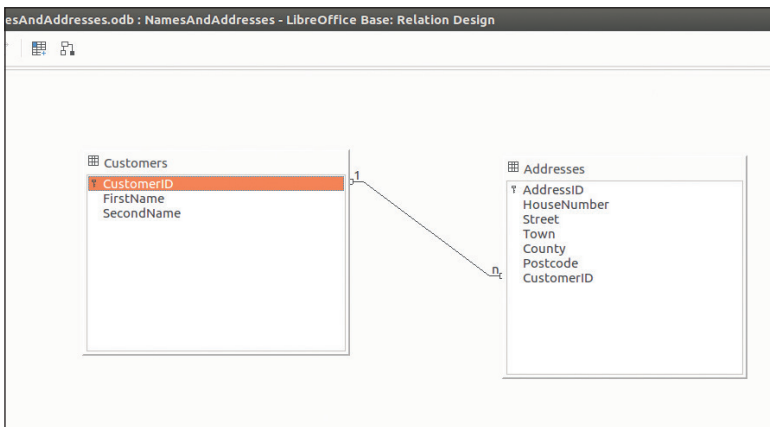 esAndAddresses.odb : NamesAndAddresses - LibreOffice Base: Relation Design
Customers
CustomerID
FirstName
SecondName
1
n
Addresses
AddressID
HouseNumber
Street
Town
County
Postcode
CustomerID